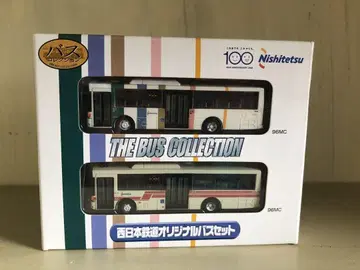 バス
コレクション
100
Nishitetsu
96MC
THE BUS COLLECTION
96MC
西日本鉄道オリジナルバスセット